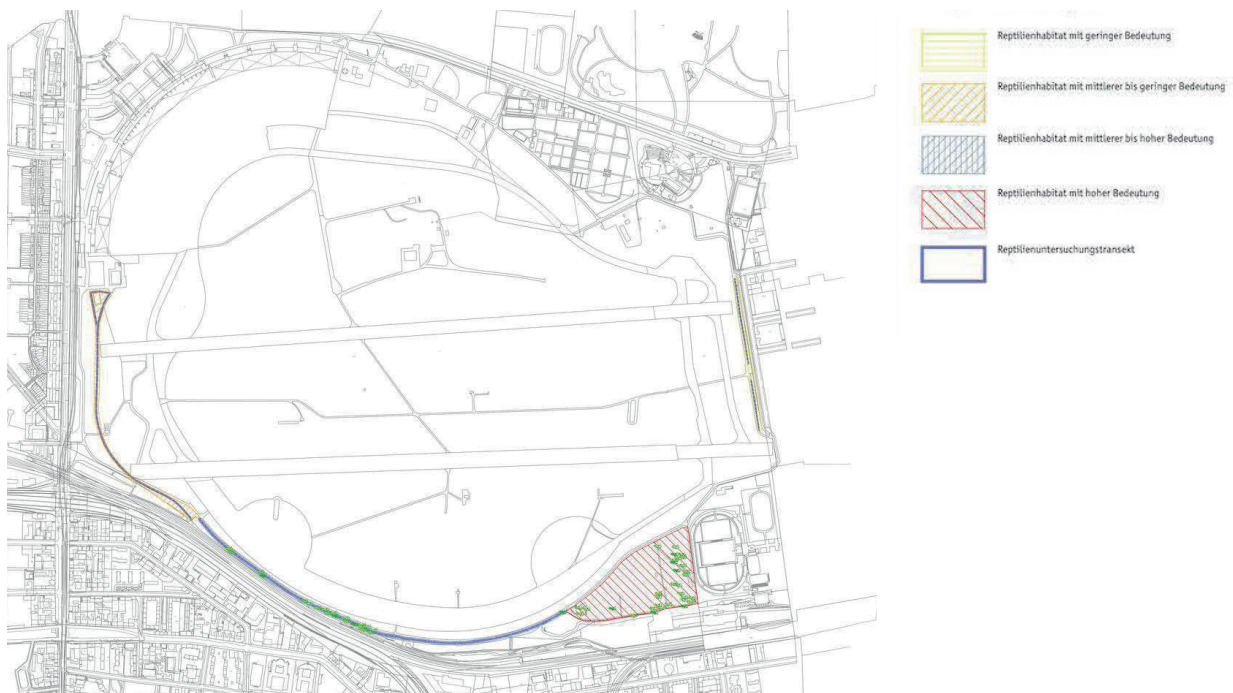 Reptilienhabitat mit geringer Bedeutung
Reptilienhabitat mit mittlerer bis geringer Bedeutung
Reptilienhabitat mit mittlerer bis hoher Bedeutung
Reptilienhabitat mit hoher Bedeutung
Reptilienuntersuchungstransekt